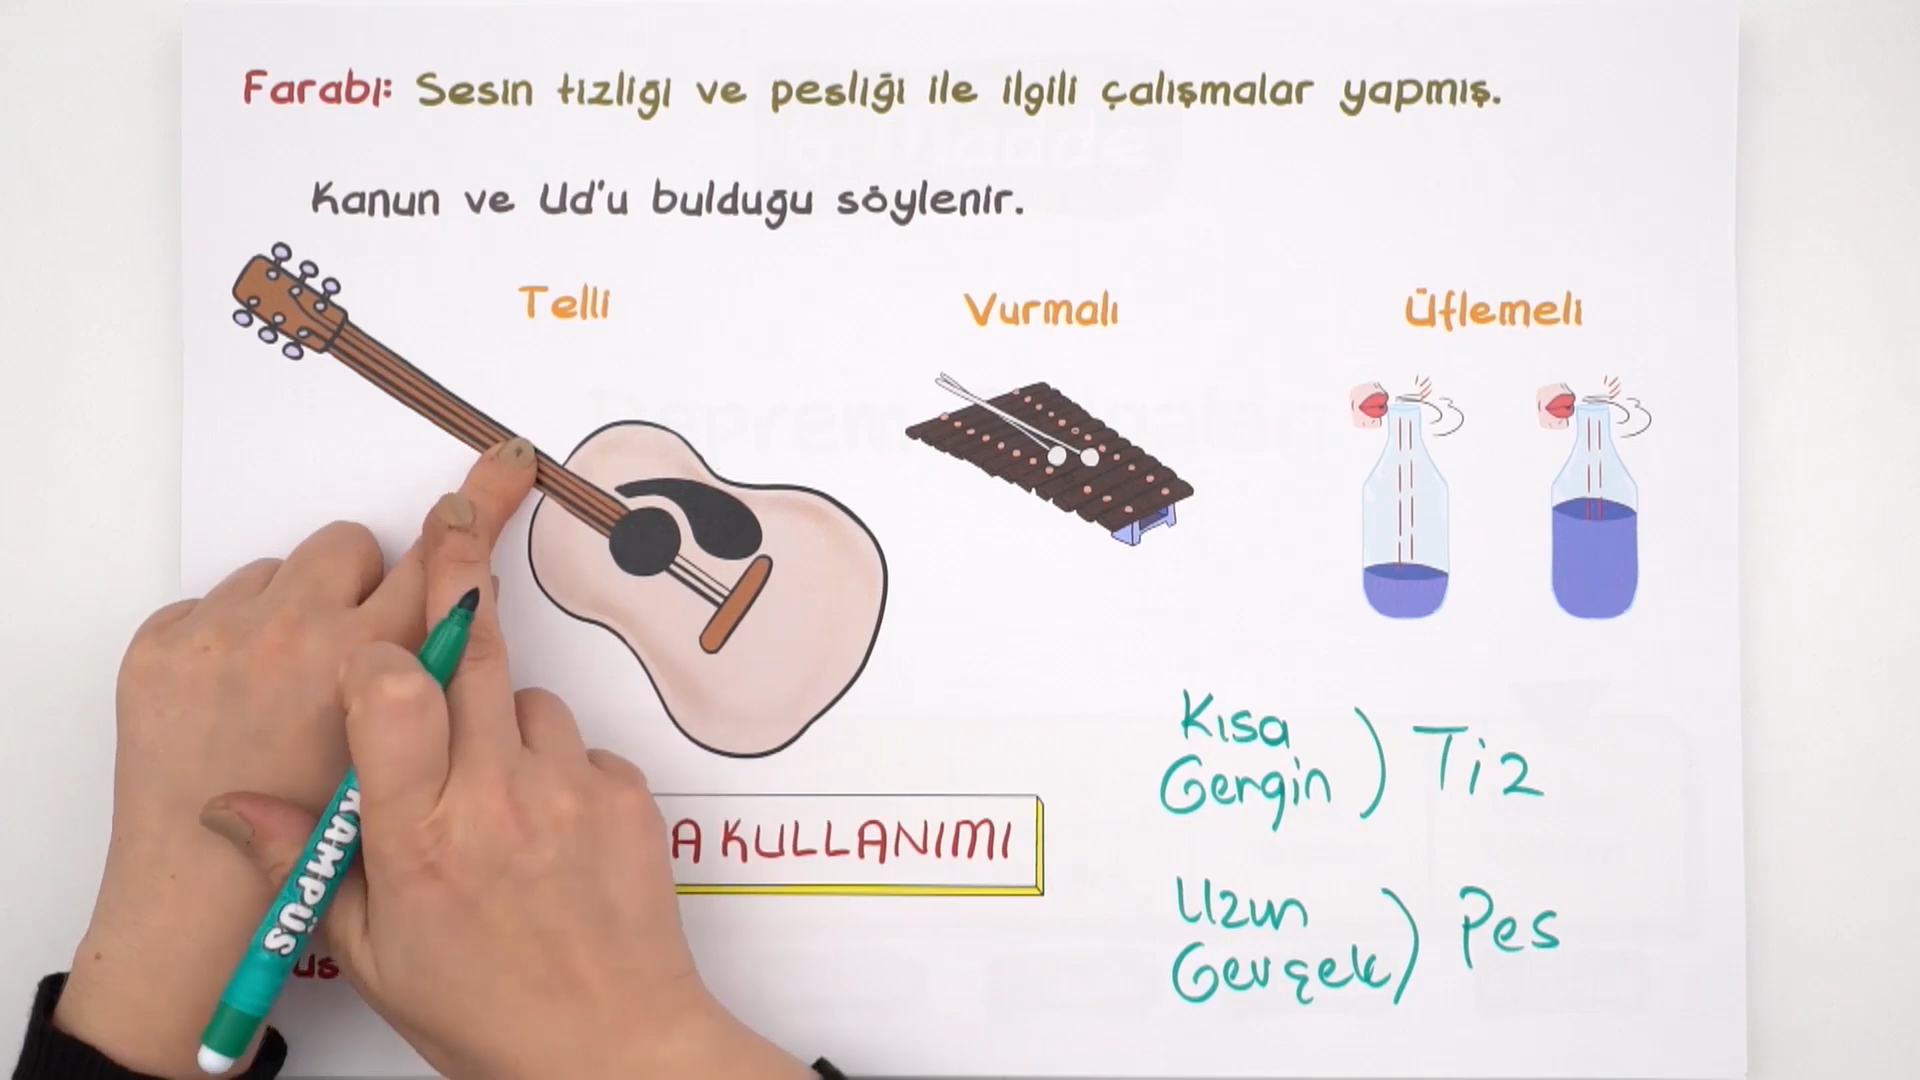 Farabi: Sesin tizliği ve pesliği ile ilgili çalışmalar yapmış.
Kanun ve Ud'u bulduğu söylenir.
Telli
Vurmalı
Üflemeli
Kısa
Gergin ) Tiz
A KULLANIMI
Uzun
Gevşek ) Pes
KAMPÜS